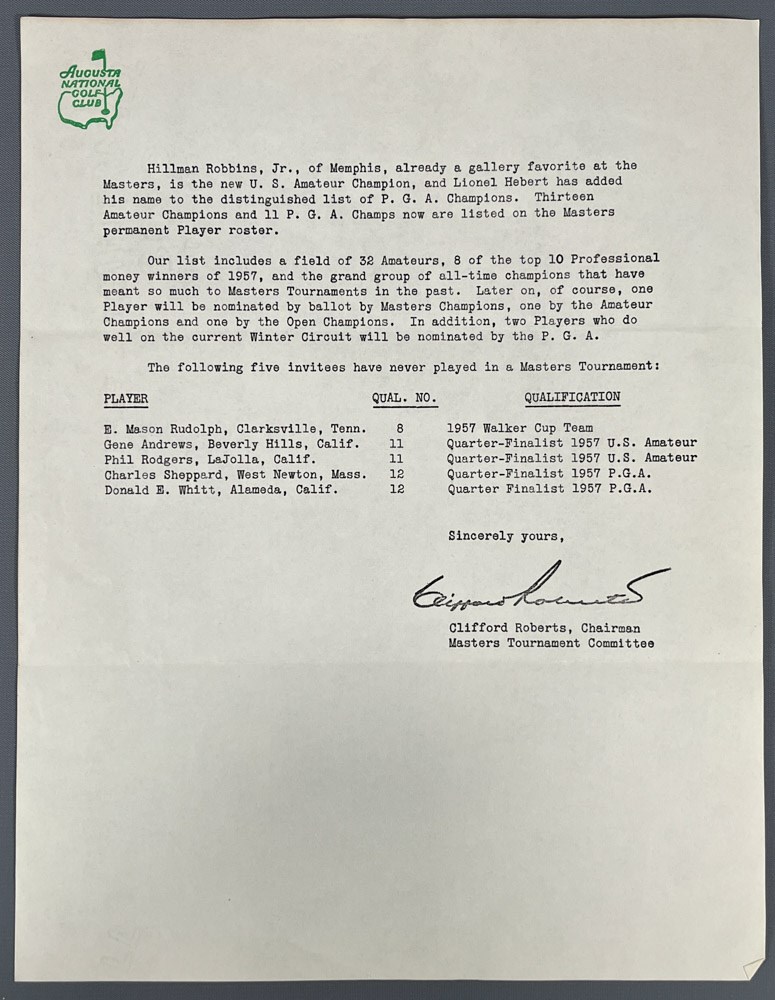 AUGUSTA
NATIONAL
GOLF
CLUB
Hillman Robbins, Jr., of Memphis, already a gallery favorite at the
Masters, is the new U. S. Amateur Champion, and Lionel Hebert has added
his name to the distinguished list of P. G. A. Champions. Thirteen
Amateur Champions and 11 P. G. A. Champs now are listed on the Masters
permanent Player roster.
Our list includes a field of 32 Amateurs, 8 of the top 10 Professional
money winners of 1957, and the grand group of all-time champions that have
meant so much to Masters Tournaments in the past. Later on, of course, one
Player will be nominated by ballot by Masters Champions, one by the Amateur
Champions and one by the Open Champions. In addition, two Players who do
well on the current Winter Circuit will be nominated by the P. G. A.
The following five invitees have never played in a Masters Tournament:
PLAYER QUAL. NO. QUALIFICATION
E. Mason Rudolph, Clarksville, Tenn. 8 1957 Walker Cup Team
Gene Andrews, Beverly Hills, Calif. 11 Quarter-Finalist 1957 U.S. Amateur
Phil Rodgers, LaJolla, Calif. 11 Quarter-Finalist 1957 U.S. Amateur
Charles Sheppard, West Newton, Mass. 12 Quarter-Finalist 1957 P.G.A.
Donald E. Whitt, Alameda, Calif. 12 Quarter Finalist 1957 P.G.A.
Sincerely yours,
Clifford Roberts
Clifford Roberts, Chairman
Masters Tournament Committee